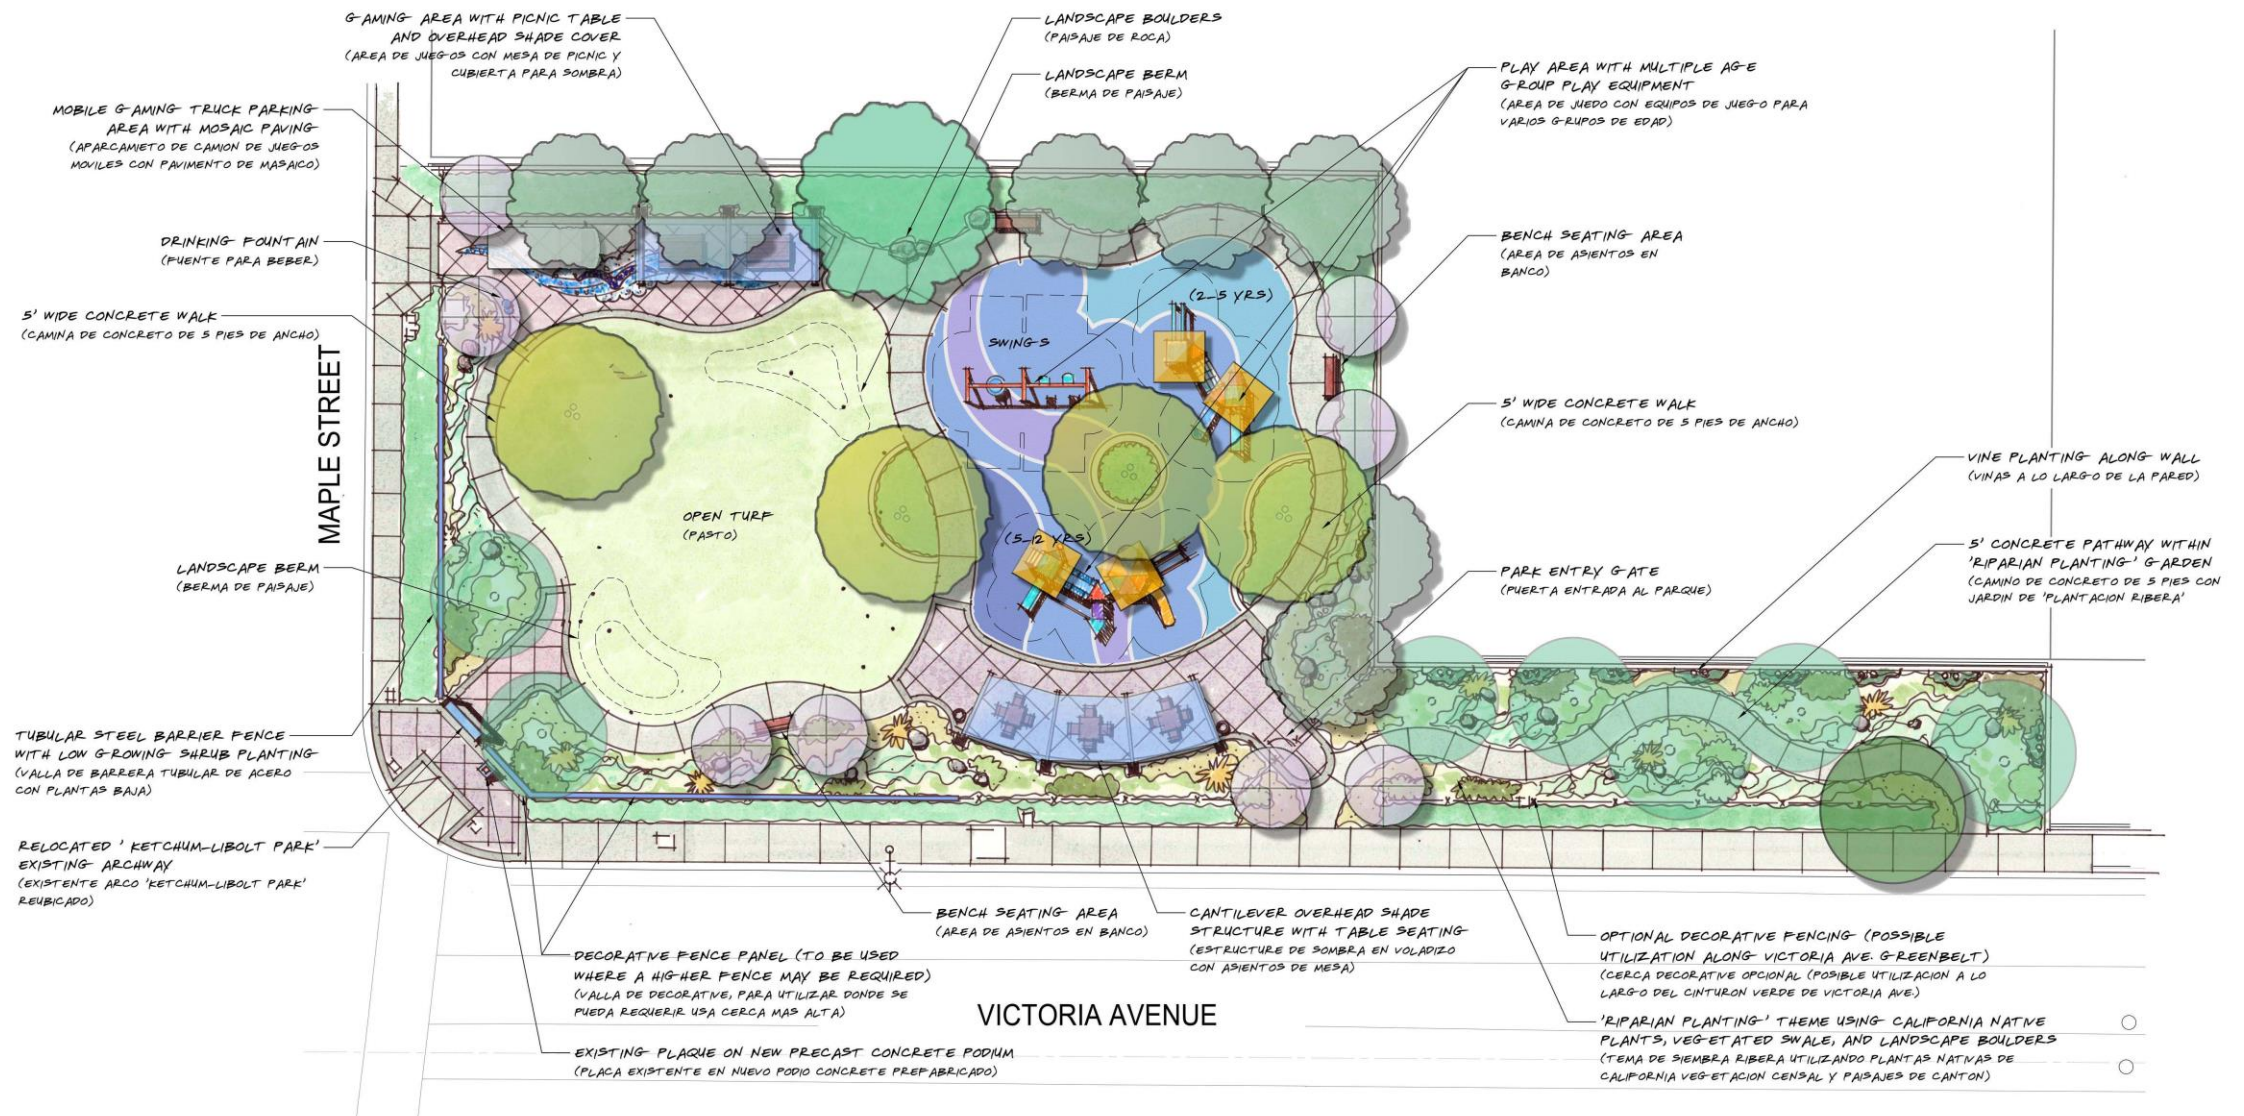 GAMING AREA WITH PICNIC TABLE
AND OVERHEAD SHADE COVER
(AREA DE JUEGOS CON MESA DE PICNIC Y
CUBIERTA PARA SOMBRA)
MOBILE GAMING TRUCK PARKING
AREA WITH MOSAIC PAVING
(APARCAMIETO DE CAMION DE JUEGOS
MOVILES CON PAVIMENTO DE MASAICO)
DRINKING FOUNTAIN
(FUENTE PARA BEBER)
5' WIDE CONCRETE WALK
(CAMINA DE CONCRETO DE 5 PIES DE ANCHO)
MAPLE STREET
LANDSCAPE BERM
(BERMA DE PAISAJE)
TUBULAR STEEL BARRIER FENCE
WITH LOW GROWING SHRUB PLANTING
(VALLA DE BARRERA TUBULAR DE ACERO
CON PLANTAS BAJA)
RELOCATED 'KETCHUM-LIBOLT PARK'
EXISTING ARCHWAY
(EXISTENTE ARCO 'KETCHUM-LIBOLT PARK'
REUBICADO)
LANDSCAPE BOULDERS
(PAISAJE DE ROCA)
LANDSCAPE BERM
(BERMA DE PAISAJE)
PLAY AREA WITH MULTIPLE AGE
GROUP PLAY EQUIPMENT
(AREA DE JUEDO CON EQUIPOS DE JUEGO PARA
VARIOS GRUPOS DE EDAD)
BENCH SEATING AREA
(AREA DE ASIENTOS EN
BANCO)
5' WIDE CONCRETE WALK
(CAMINA DE CONCRETO DE 5 PIES DE ANCHO)
VINE PLANTING ALONG WALL
(VINAS A LO LARGO DE LA PARED)
5' CONCRETE PATHWAY WITHIN
'RIPARIAN PLANTING' GARDEN
(CAMINO DE CONCRETO DE 5 PIES CON
JARDIN DE 'PLANTACION RIBERA'
PARK ENTRY GATE
(PUERTA ENTRADA AL PARQUE)
(2-5 YRS)
SWINGS
OPEN TURF
(PASTO)
(5-12 YRS)
BENCH SEATING AREA
(AREA DE ASIENTOS EN BANCO)
CANTILEVER OVERHEAD SHADE
STRUCTURE WITH TABLE SEATING
(ESTRUCTURE DE SOMBRA EN VOLADIZO
CON ASIENTOS DE MESA)
DECORATIVE FENCE PANEL (TO BE USED
WHERE A HIGHER FENCE MAY BE REQUIRED)
(VALLA DE DECORATIVE, PARA UTILIZAR DONDE SE
PUEDA REQUERIR USA CERCA MAS ALTA)
EXISTING PLAQUE ON NEW PRECAST CONCRETE PODIUM
(PLACA EXISTENTE EN NUEVO PODIO CONCRETE PREFABRICADO)
VICTORIA AVENUE
OPTIONAL DECORATIVE FENCING (POSSIBLE
UTILIZATION ALONG VICTORIA AVE. GREENBELT)
(CERCA DECORATIVE OPCIONAL (POSIBLE UTILIZACION A LO
LARGO DEL CINTURON VERDE DE VICTORIA AVE.)
'RIPARIAN PLANTING' THEME USING CALIFORNIA NATIVE
PLANTS, VEGETATED SWALE, AND LANDSCAPE BOULDERS
(TEMA DE SIEMBRA RIBERA UTILIZANDO PLANTAS NATIVAS DE
CALIFORNIA VEGETACION CENSAL Y PAISAJES DE CANTON)